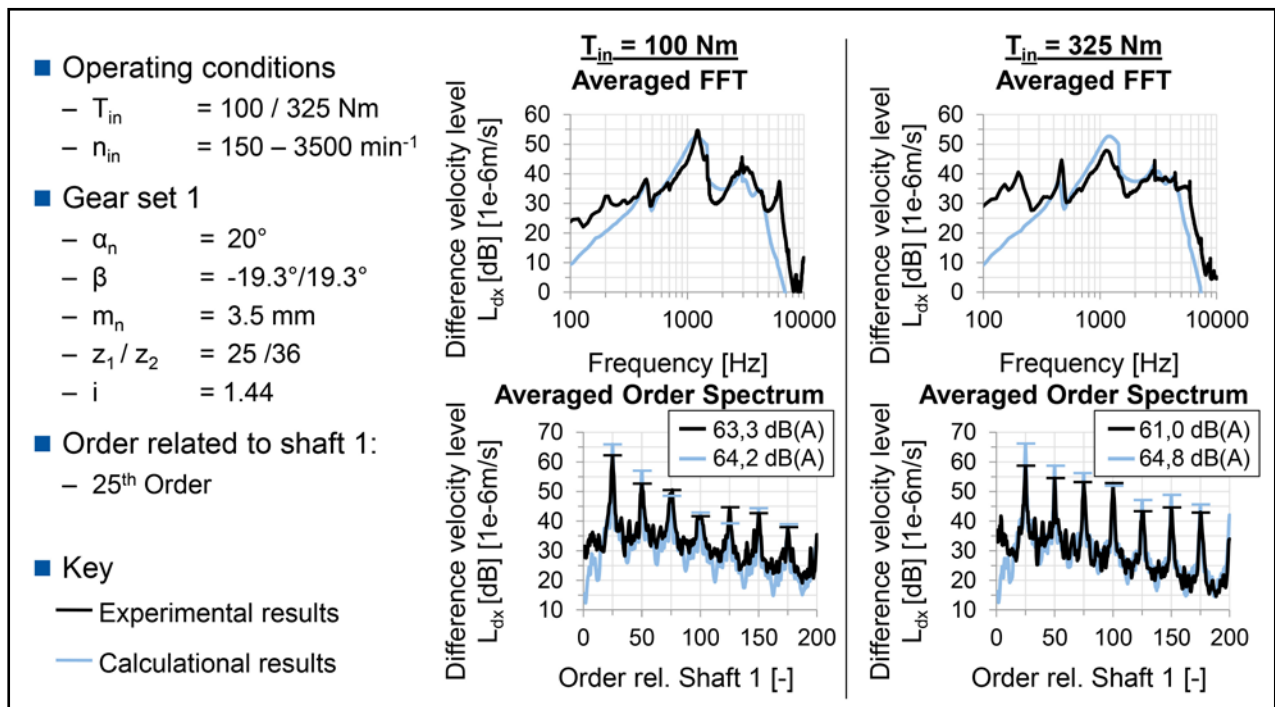 ■ Operating conditions
– T_in = 100 / 325 Nm
– n_in = 150 – 3500 min⁻¹
■ Gear set 1
– α_n = 20°
– β = -19.3°/19.3°
– m_n = 3.5 mm
– z₁ / z₂ = 25 /36
– i = 1.44
■ Order related to shaft 1:
– 25th Order
■ Key
Experimental results
Calculational results
T_in = 100 Nm
Averaged FFT
Difference velocity level
L_dx [dB] [1e-6m/s]
60
50
40
30
20
10
0
100 1000 10000
Frequency [Hz]
Averaged Order Spectrum
Difference velocity level
L_dx [dB] [1e-6m/s]
63,3 dB(A)
64,2 dB(A)
70
60
50
40
30
20
10
0 50 100 150 200
Order rel. Shaft 1 [-]
T_in = 325 Nm
Averaged FFT
Difference velocity level
L_dx [dB] [1e-6m/s]
60
50
40
30
20
10
0
100 1000 10000
Frequency [Hz]
Difference velocity level
L_dx [dB] [1e-6m/s]
61,0 dB(A)
64,8 dB(A)
70
60
50
40
30
20
10
0 50 100 150 200
Order rel. Shaft 1 [-]